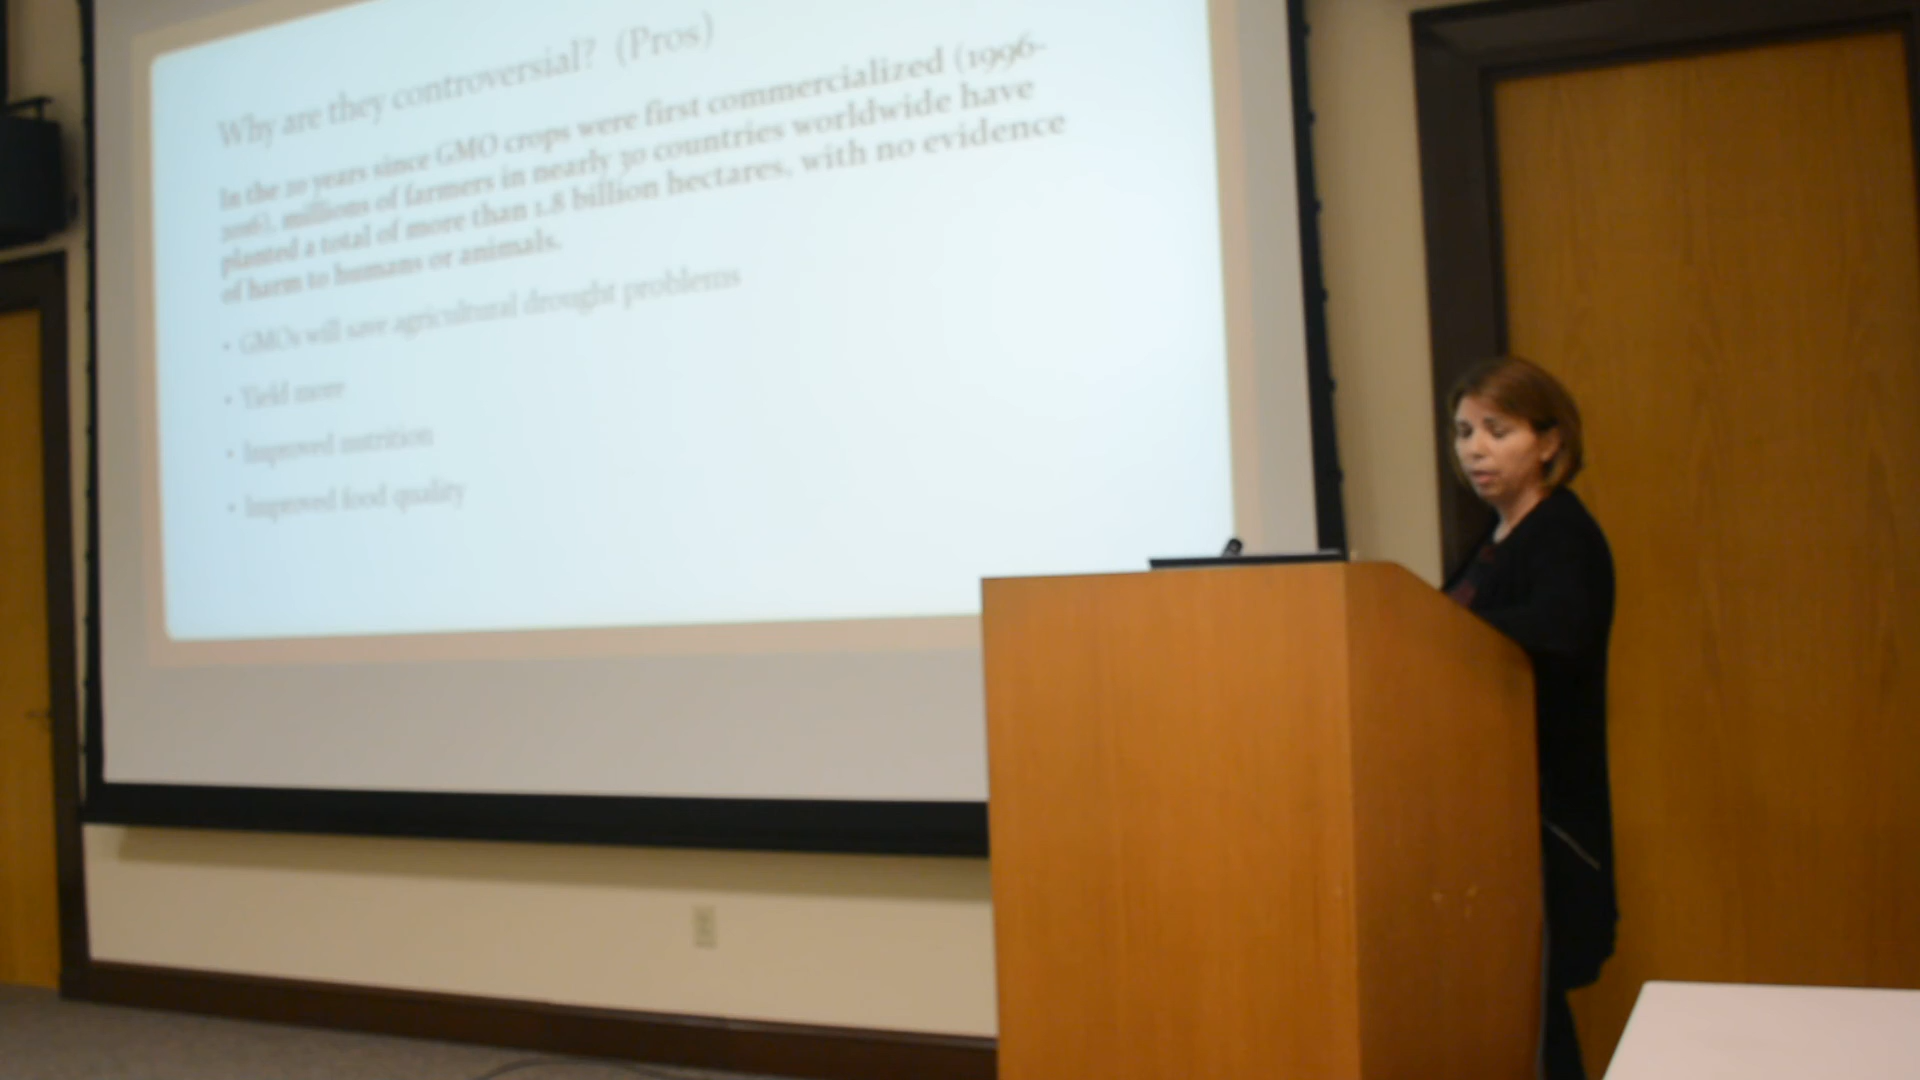 Why are they controversial? (Pros)
In the 20 years since GMO crops were first commercialized (1996-
2016), millions of farmers in nearly 30 countries worldwide have
planted a total of more than 1.8 billion hectares, with no evidence
of harm to humans or animals.
• GMOs will save agricultural drought problems
• Yield more
• Improved nutrition
• Improved food quality